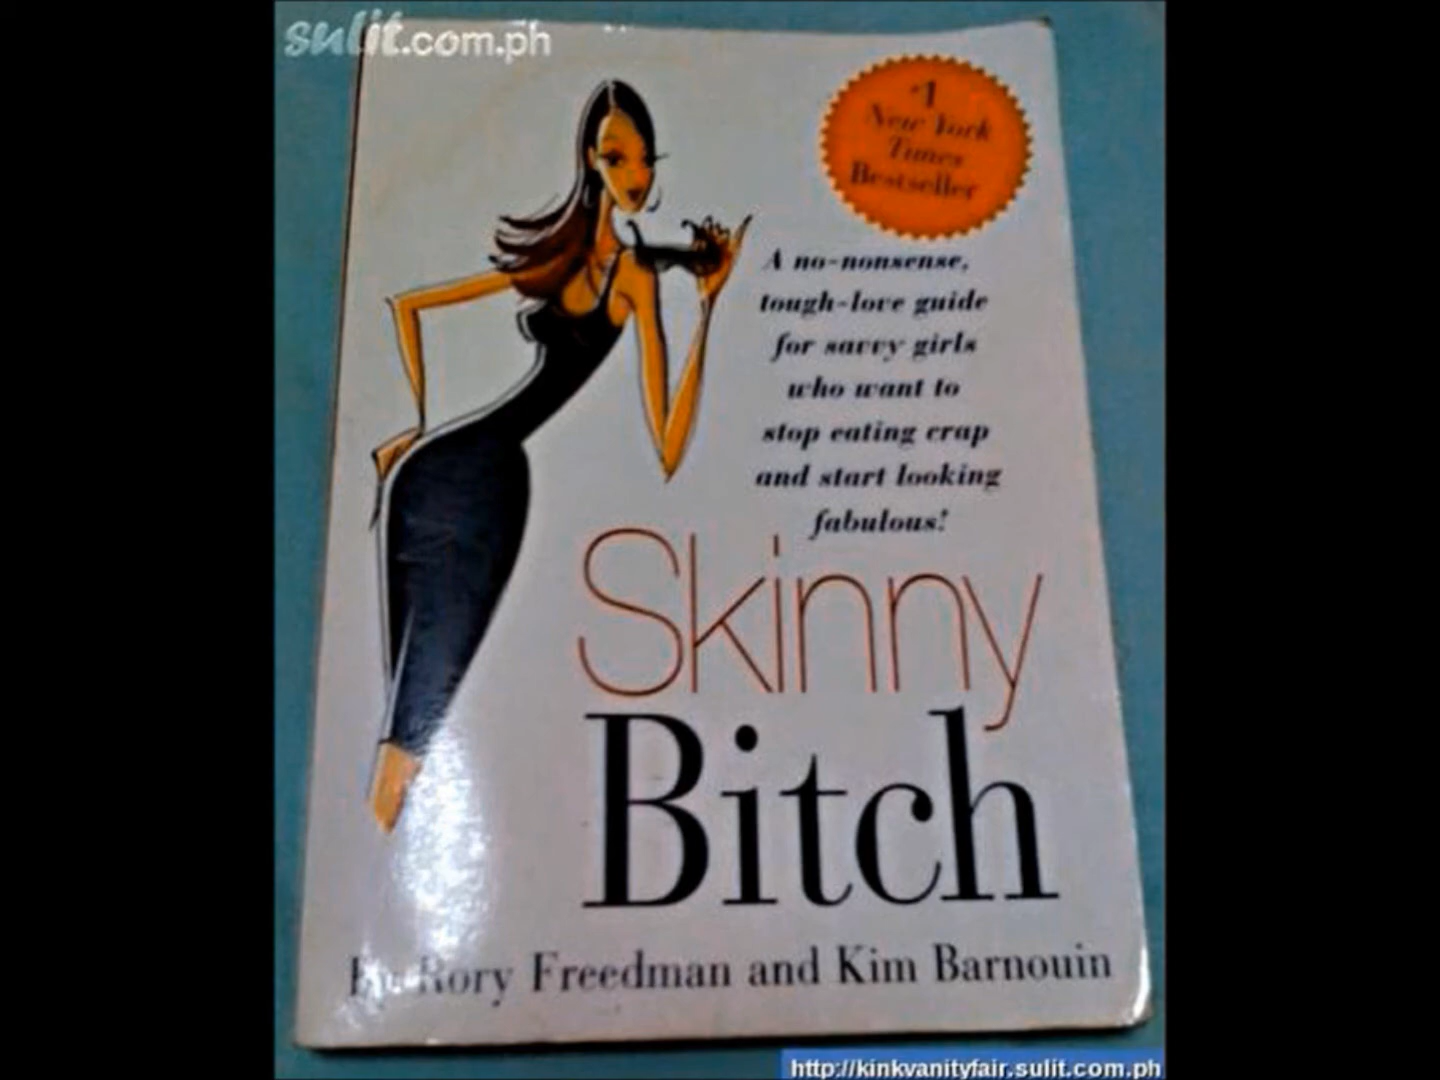 sulit.com.ph
#1
New York
Times
Bestseller
A no-nonsense,
tough-love guide
for savvy girls
who want to
stop eating crap
and start looking
fabulous!
Skinny
Bitch
By Rory Freedman and Kim Barnouin
http://kinkvanityfair.sulit.com.ph